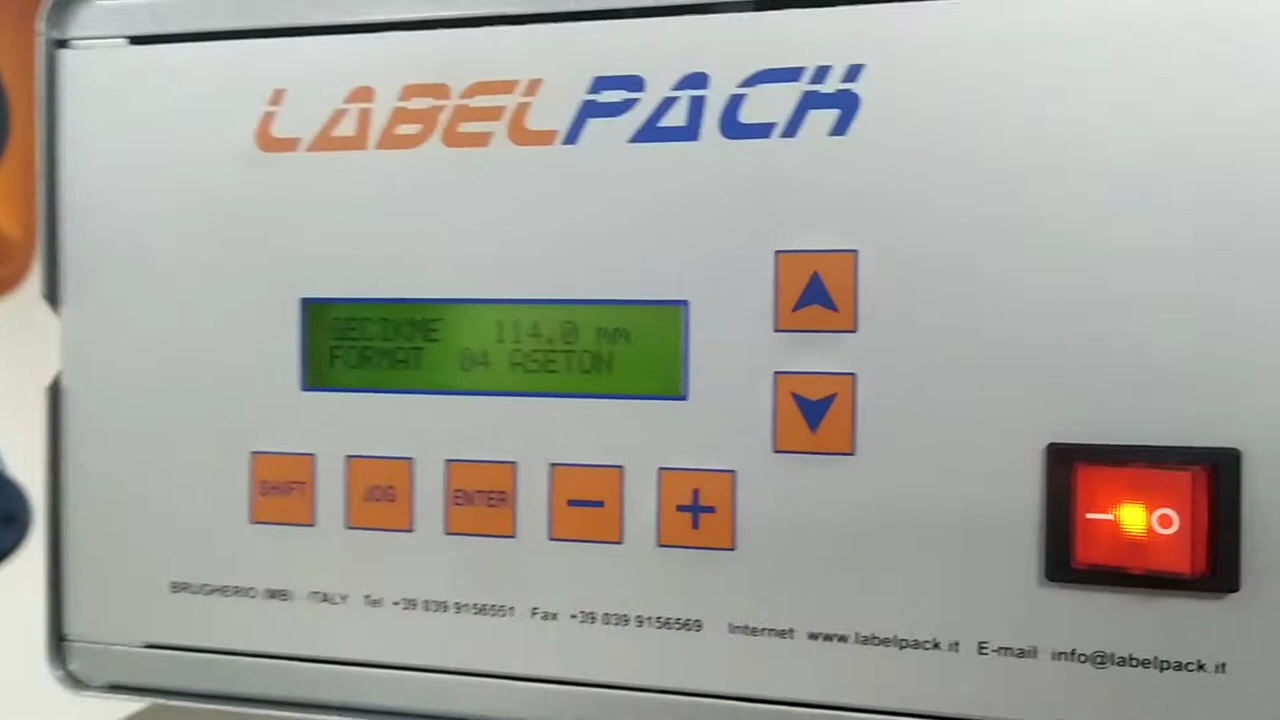 LABELPACK
GECIKME 114.0 mm
FORMAT 04 ASETON
SHIFT JOG ENTER − +
— O
BRUGHERIO (MB) ITALY Tel +39 039 9156551 Fax +39 039 9156569 Internet www.labelpack.it E-mail info@labelpack.it